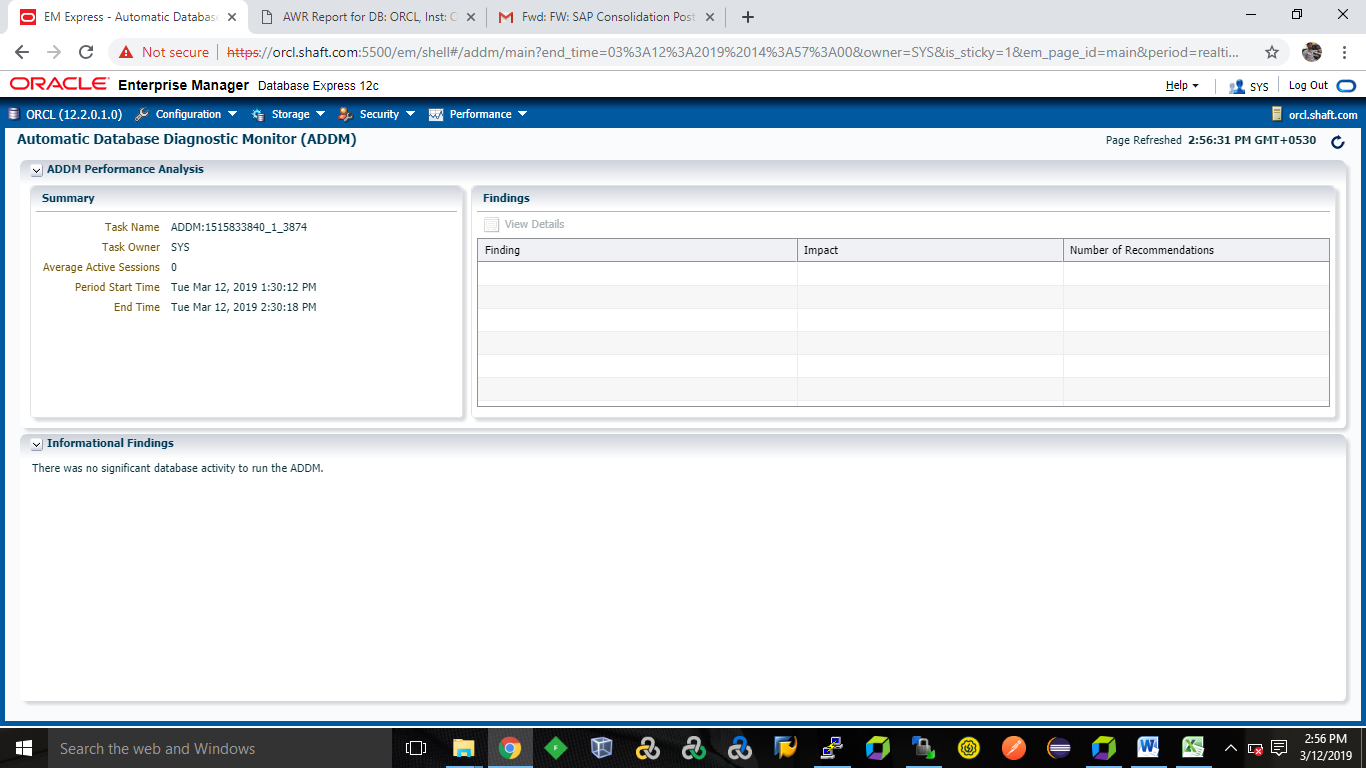 EM Express - Automatic Databas
AWR Report for DB: ORCL, Inst: O
Fwd: FW: SAP Consolidation Post
Not secure
https://orcl.shaft.com:5500/em/shell#/addm/main?end_time=03%3A12%3A2019%2014%3A57%3A00&owner=SYS&is_sticky=1&em_page_id=main&period=realti...
ORACLE Enterprise Manager Database Express 12c
Help SYS Log Out
ORCL (12.2.0.1.0) Configuration Storage Security Performance orcl.shaft.com
Automatic Database Diagnostic Monitor (ADDM)
Page Refreshed 2:56:31 PM GMT+0530
ADDM Performance Analysis
Summary
Task Name ADDM:1515833840_1_3874
Task Owner SYS
Average Active Sessions 0
Period Start Time Tue Mar 12, 2019 1:30:12 PM
End Time Tue Mar 12, 2019 2:30:18 PM
Findings
View Details
Finding Impact Number of Recommendations
Informational Findings
There was no significant database activity to run the ADDM.
Search the web and Windows
2:56 PM
3/12/2019